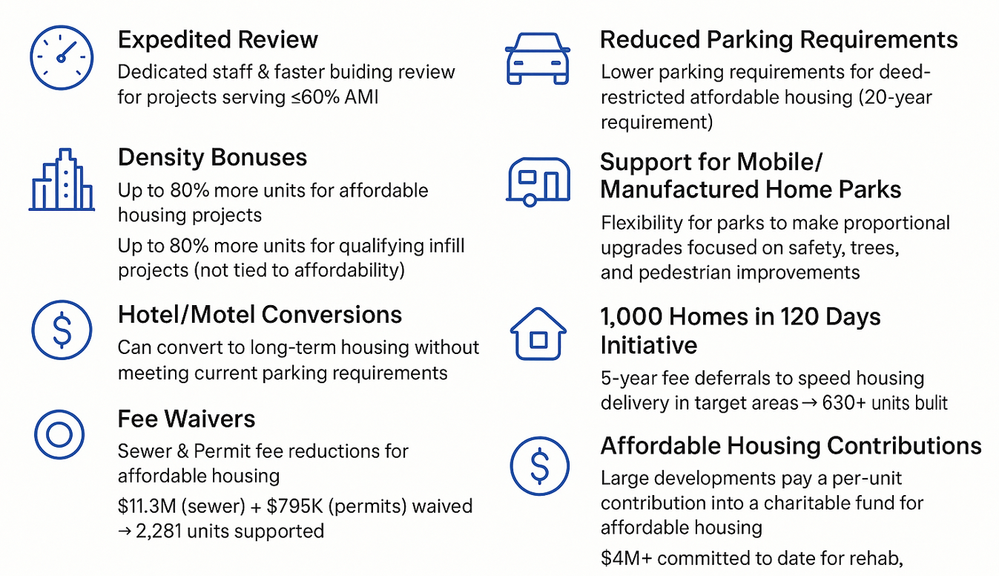 Expedited Review
Dedicated staff & faster buiding review
for projects serving ≤60% AMI
Density Bonuses
Up to 80% more units for affordable
housing projects
Up to 80% more units for qualifying infill
projects (not tied to affordability)
Hotel/Motel Conversions
Can convert to long-term housing without
meeting current parking requirements
Fee Waivers
Sewer & Permit fee reductions for
affordable housing
$11.3M (sewer) + $795K (permits) waived
→ 2,281 units supported
Reduced Parking Requirements
Lower parking requirements for deed-
restricted affordable housing (20-year
requirement)
Support for Mobile/
Manufactured Home Parks
Flexibility for parks to make proportional
upgrades focused on safety, trees,
and pedestrian improvements
1,000 Homes in 120 Days
Initiative
5-year fee deferrals to speed housing
delivery in target areas → 630+ units bulit
Affordable Housing Contributions
Large developments pay a per-unit
contribution into a charitable fund for
affordable housing
$4M+ committed to date for rehab,